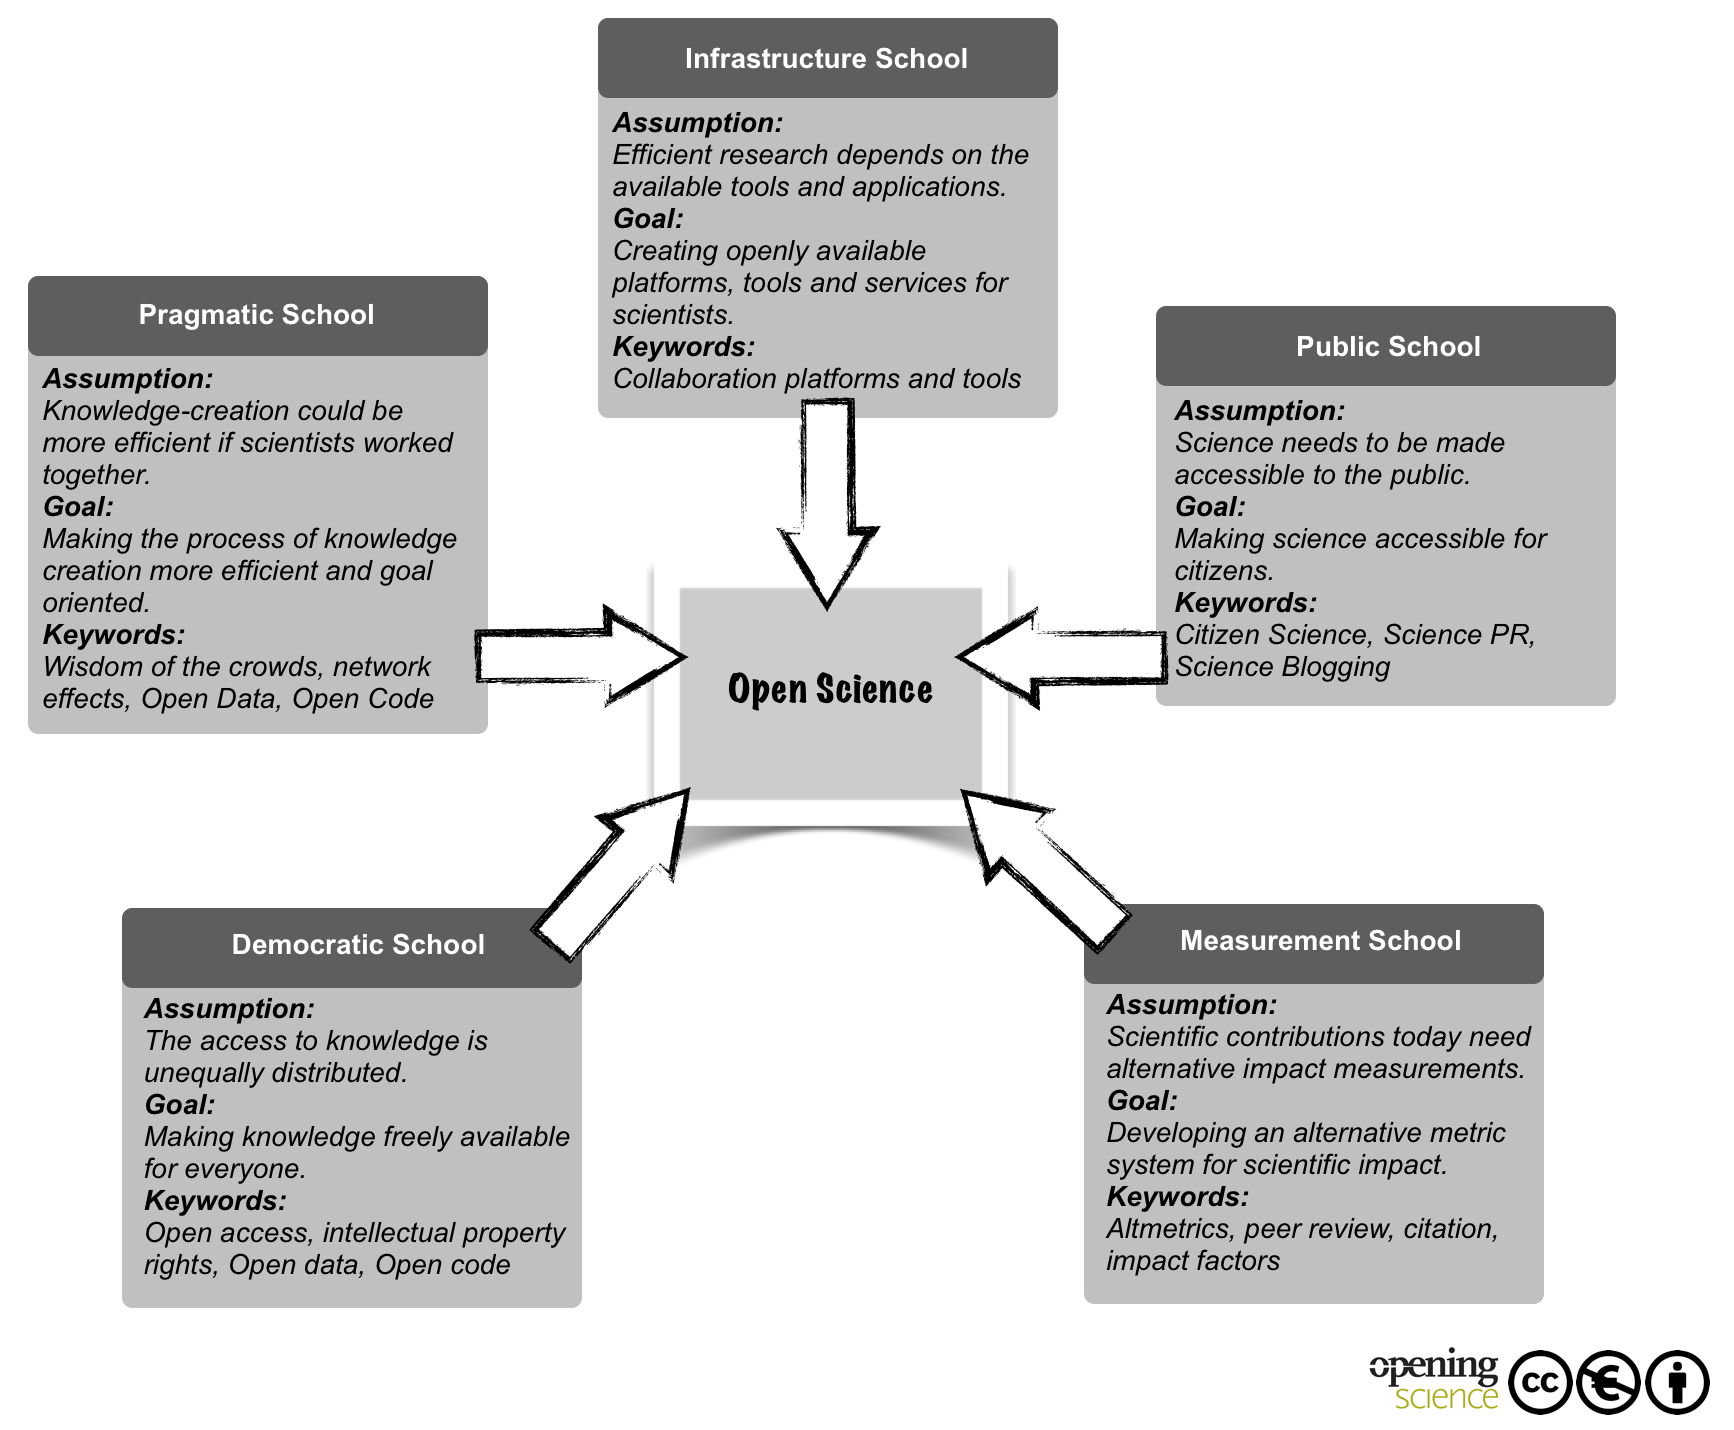 Infrastructure School
Assumption:
Efficient research depends on the
available tools and applications.
Goal:
Creating openly available
platforms, tools and services for
scientists.
Keywords:
Collaboration platforms and tools
Pragmatic School
Assumption:
Knowledge-creation could be
more efficient if scientists worked
together.
Goal:
Making the process of knowledge
creation more efficient and goal
oriented.
Keywords:
Wisdom of the crowds, network
effects, Open Data, Open Code
Public School
Assumption:
Science needs to be made
accessible to the public.
Goal:
Making science accessible for
citizens.
Keywords:
Citizen Science, Science PR,
Science Blogging
Open Science
Democratic School
Assumption:
The access to knowledge is
unequally distributed.
Goal:
Making knowledge freely available
for everyone.
Keywords:
Open access, intellectual property
rights, Open data, Open code
Measurement School
Assumption:
Scientific contributions today need
alternative impact measurements.
Goal:
Developing an alternative metric
system for scientific impact.
Keywords:
Altmetrics, peer review, citation,
impact factors
opening
science
cc €